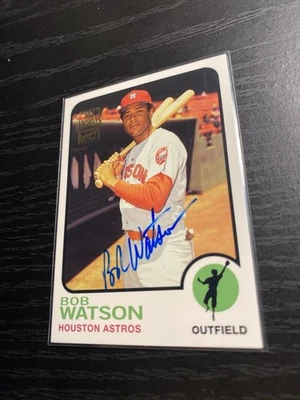 H
Bob Watson
BOB
WATSON
HOUSTON ASTROS
OUTFIELD